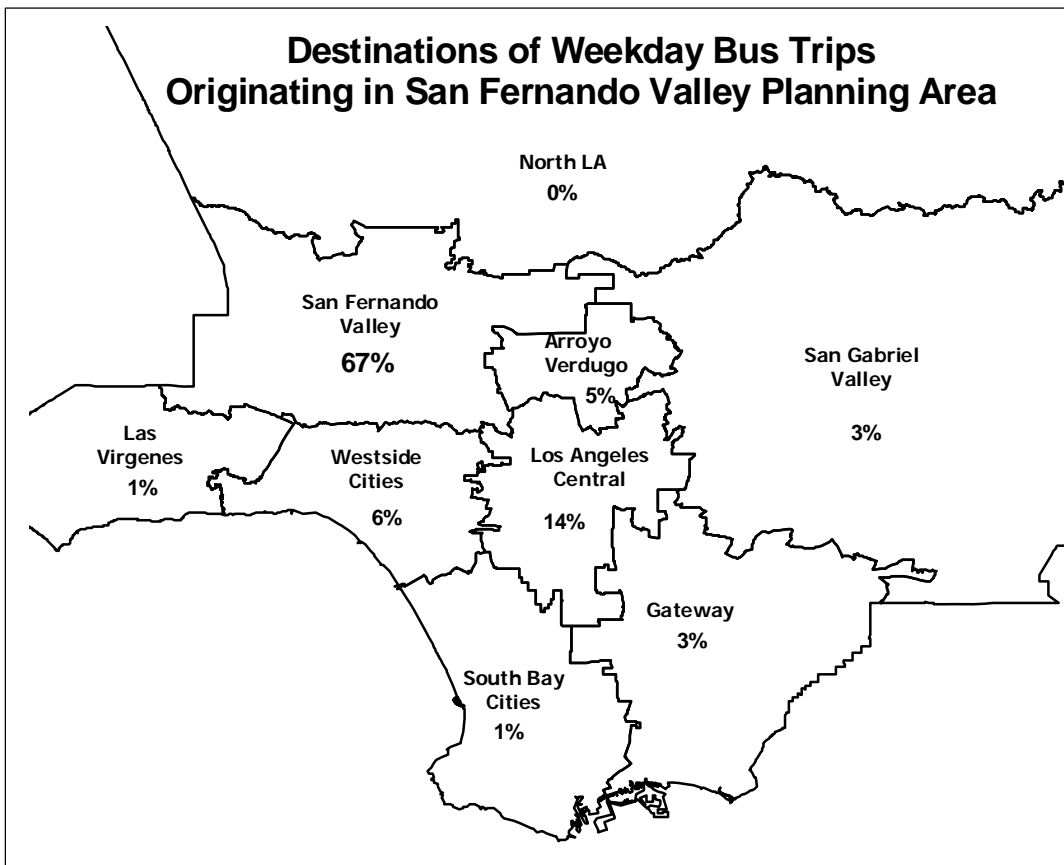 Destinations of Weekday Bus Trips
Originating in San Fernando Valley Planning Area
North LA
0%
San Fernando
Valley
67%
Arroyo
Verdugo
5%
San Gabriel
Valley
3%
Las
Virgenes
1%
Westside
Cities
6%
Los Angeles
Central
14%
Gateway
3%
South Bay
Cities
1%